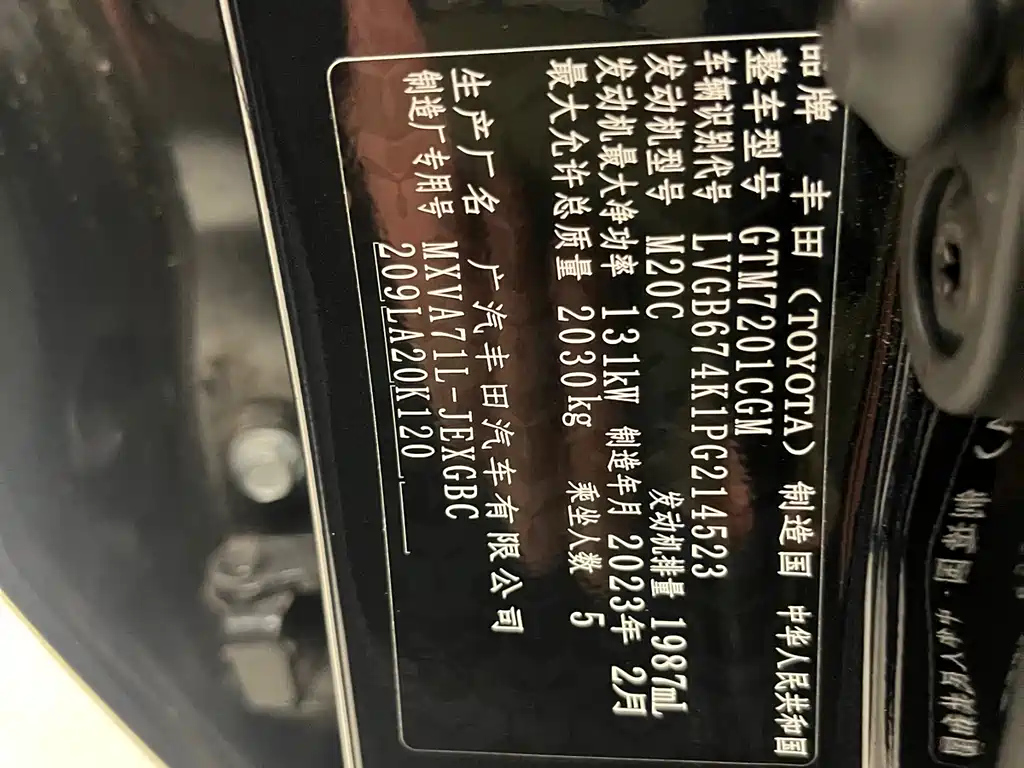 品牌 丰田（TOYOTA） 制造国 中华人民共和国
整车型号 GTM7201CGM
车辆识别代号 LVGB674K1PG214523
发动机型号 M20C 发动机排量 1987mL
发动机最大净功率 131kW 制造年月 2023年 2月
最大允许总质量 2030kg 乘坐人数 5
生产厂名 广汽丰田汽车有限公司
制造厂专用号 MXVA71L-JEXGBC
209LA20K120